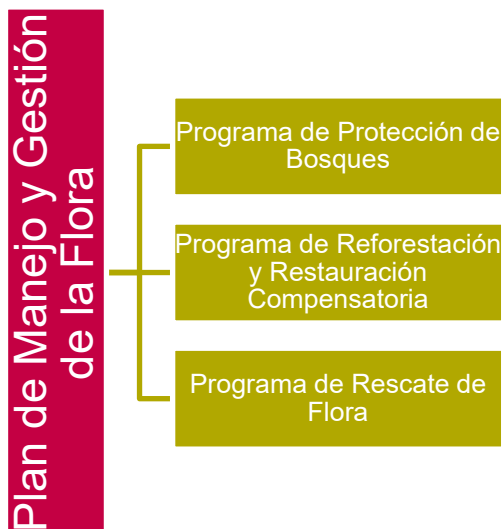 Plan de Manejo y Gestión
de la Flora
Programa de Protección de
Bosques
Programa de Reforestación
y Restauración
Compensatoria
Programa de Rescate de
Flora